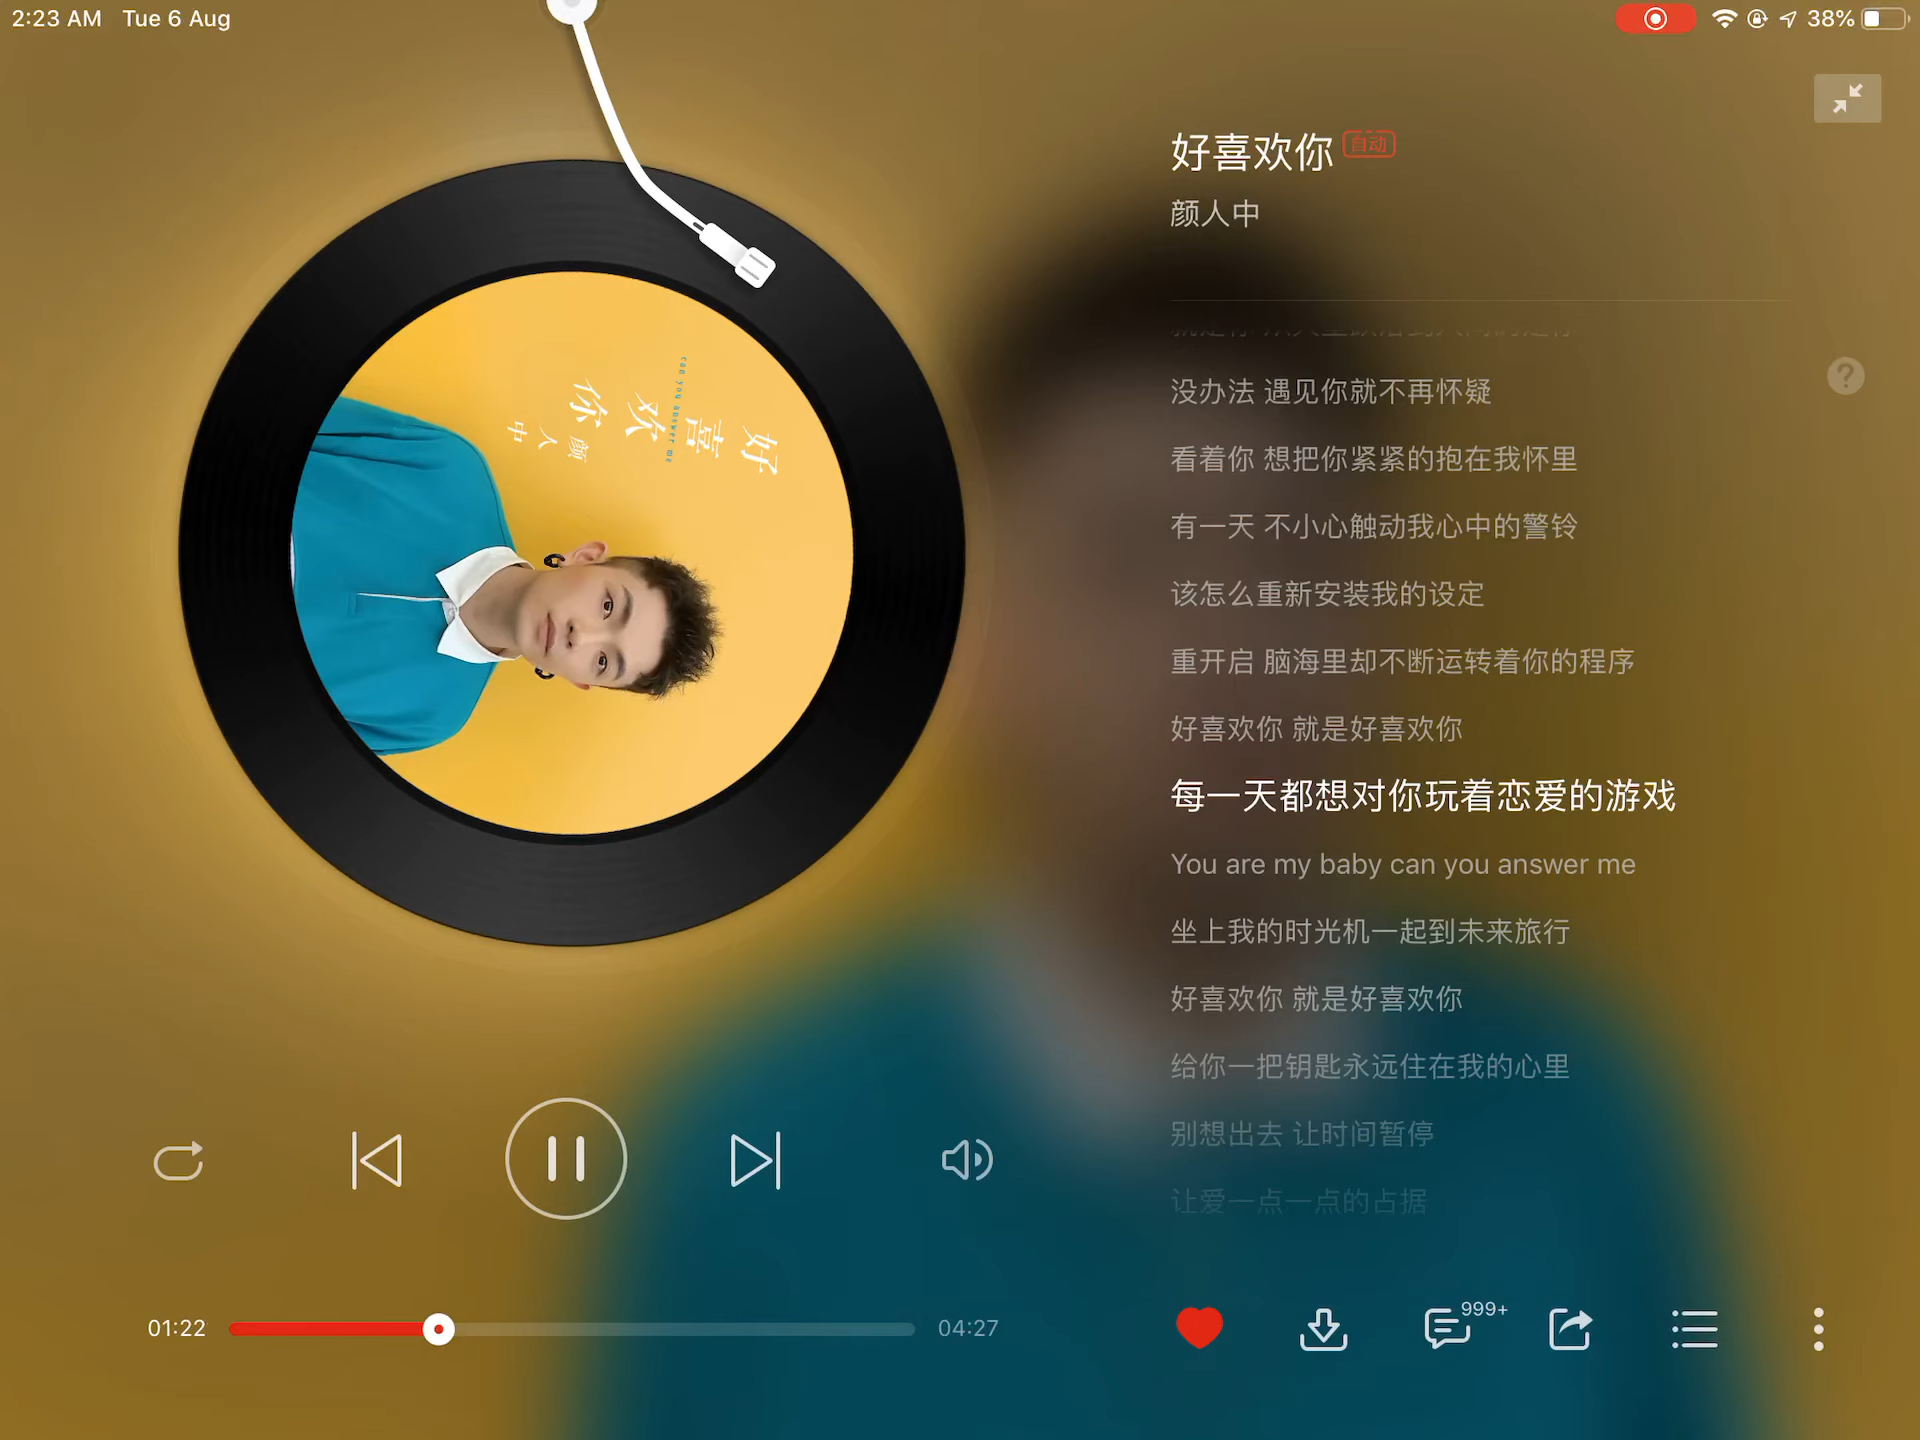 2:23 AM Tue 6 Aug
38%
好喜欢你 自动
颜人中
没办法 遇见你就不再怀疑
看着你 想把你紧紧的抱在我怀里
有一天 不小心触动我心中的警铃
该怎么重新安装我的设定
重开启 脑海里却不断运转着你的程序
好喜欢你 就是好喜欢你
每一天都想对你玩着恋爱的游戏
You are my baby can you answer me
坐上我的时光机一起到未来旅行
好喜欢你 就是好喜欢你
给你一把钥匙永远住在我的心里
别想出去 让时间暂停
让爱一点一点的占据
好喜欢你
can you answer me
颜人中
01:22
04:27
999+